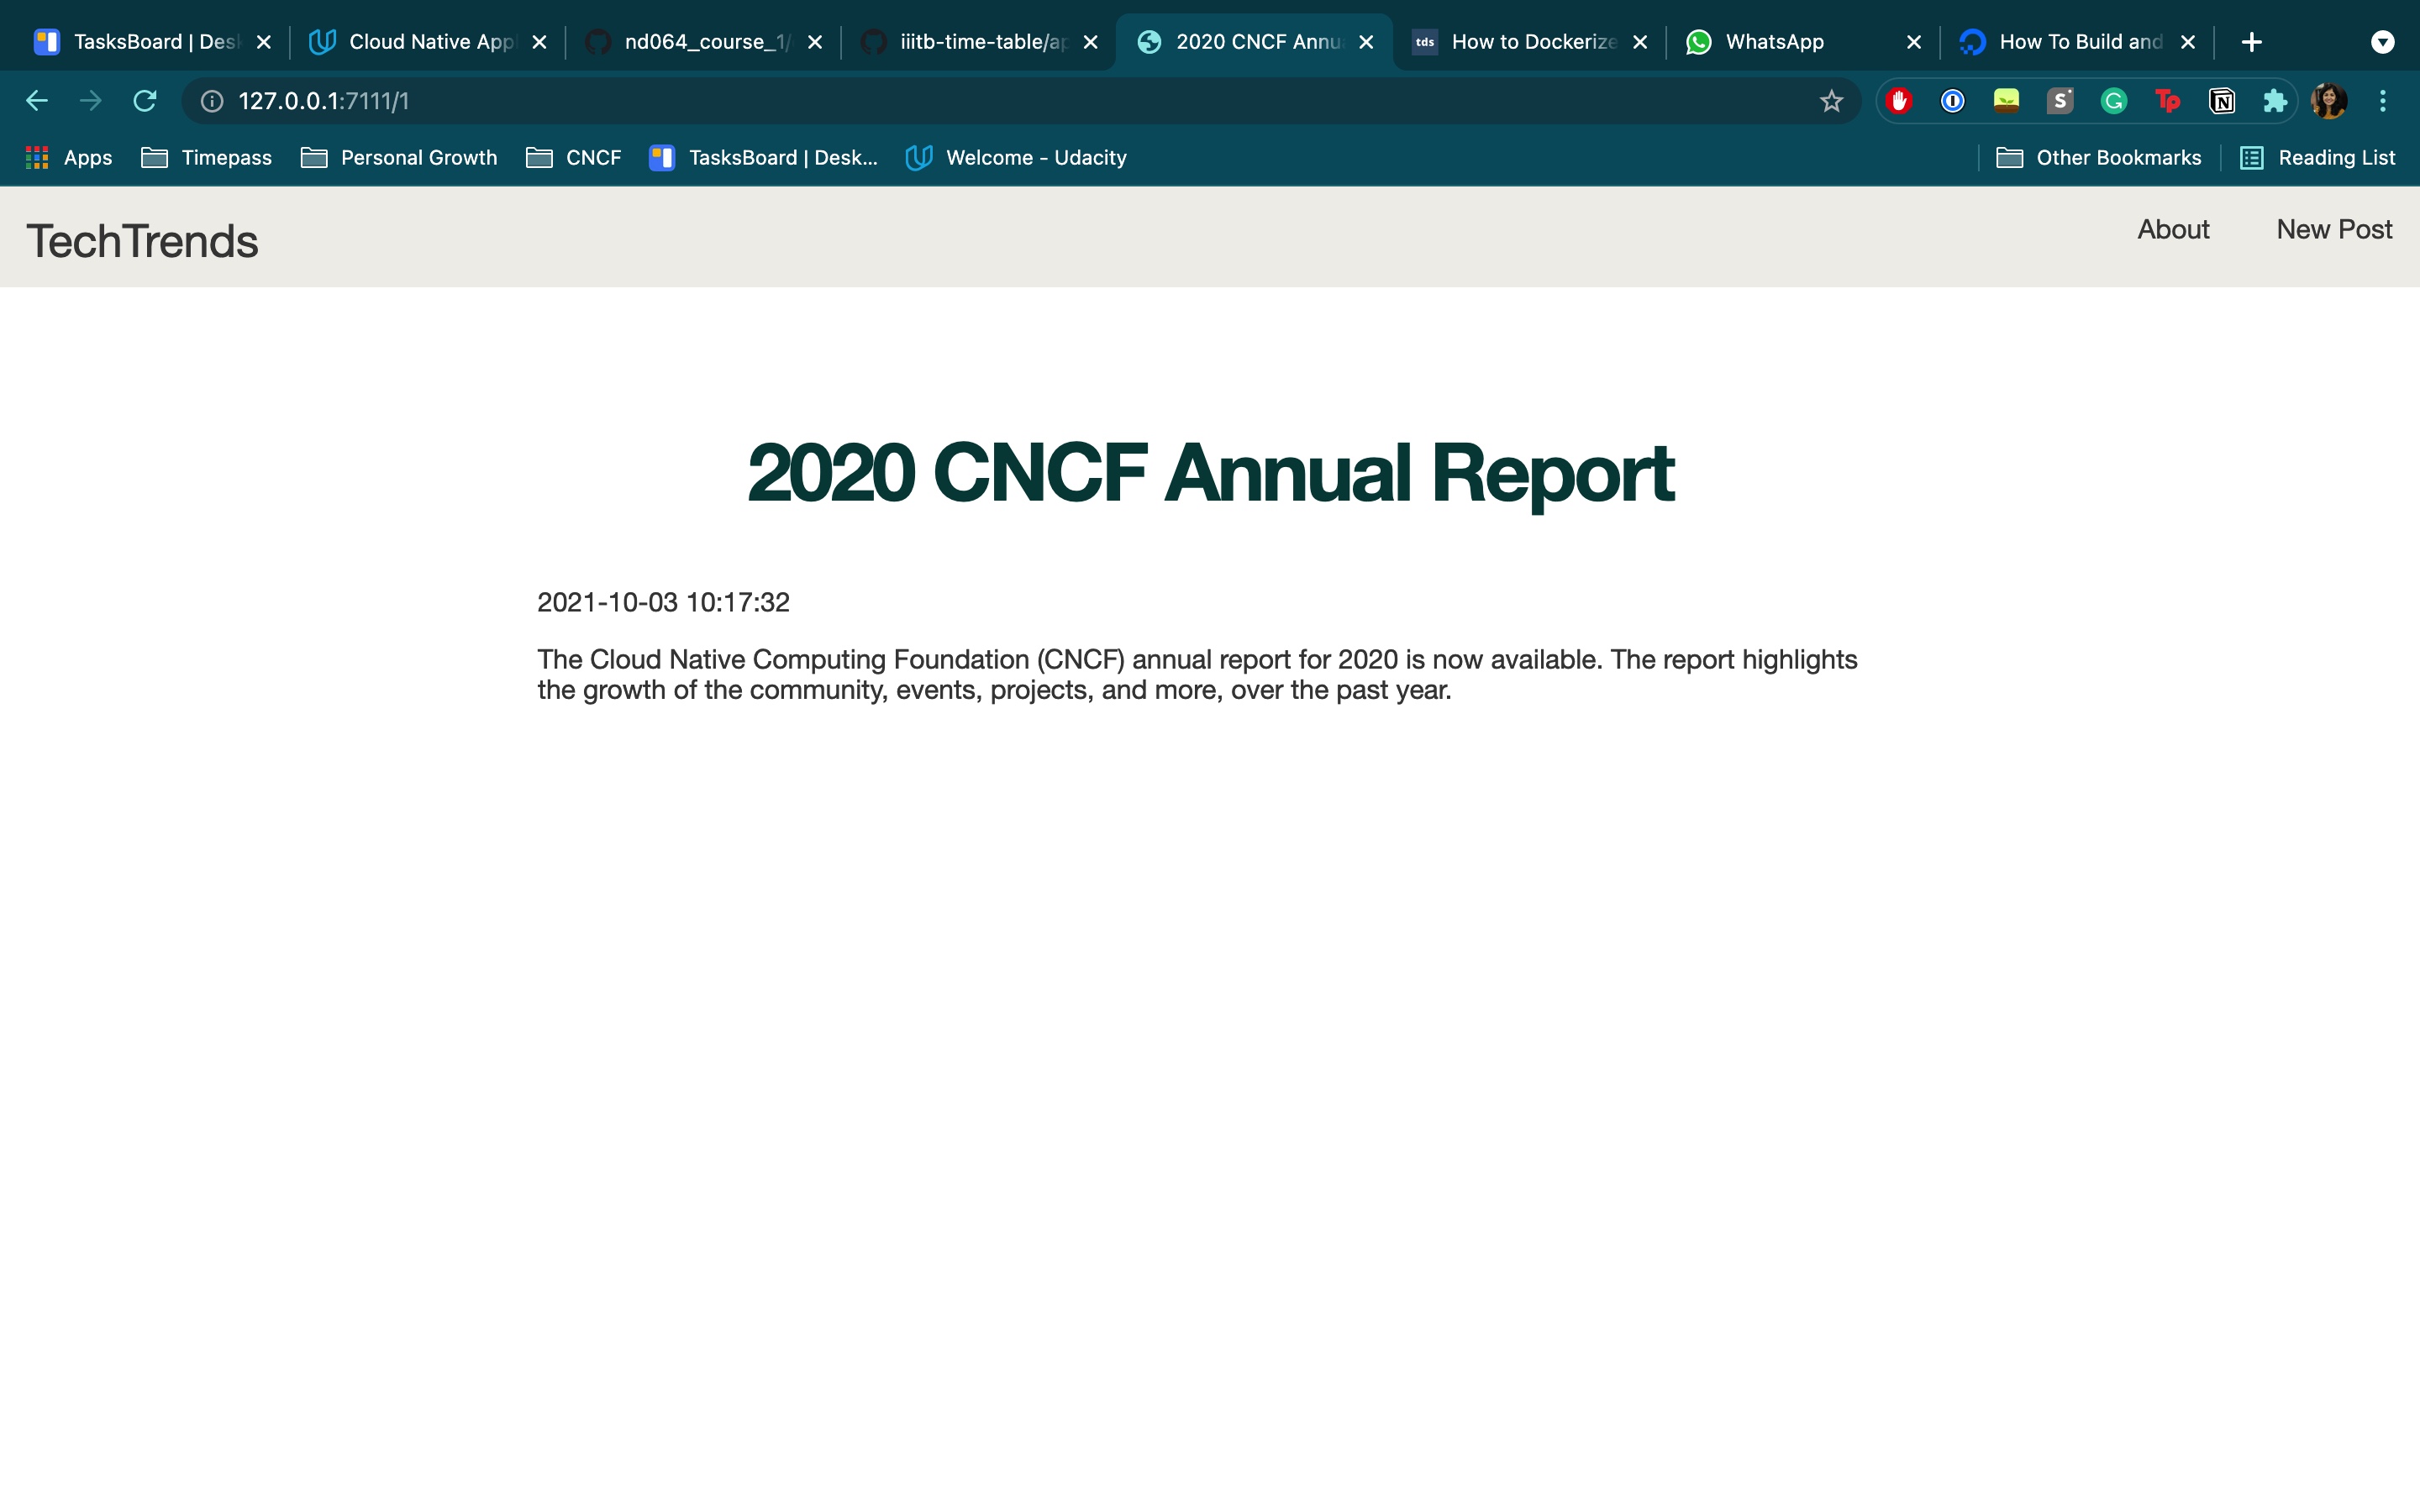 TasksBoard | Desk
Cloud Native App
nd064_course_1/
iiitb-time-table/ap
2020 CNCF Annu
tds How to Dockerize
WhatsApp
How To Build and
127.0.0.1:7111/1
Apps
Timepass
Personal Growth
CNCF
TasksBoard | Desk...
Welcome - Udacity
Other Bookmarks
Reading List
TechTrends
About
New Post
2020 CNCF Annual Report
2021-10-03 10:17:32
The Cloud Native Computing Foundation (CNCF) annual report for 2020 is now available. The report highlights
the growth of the community, events, projects, and more, over the past year.